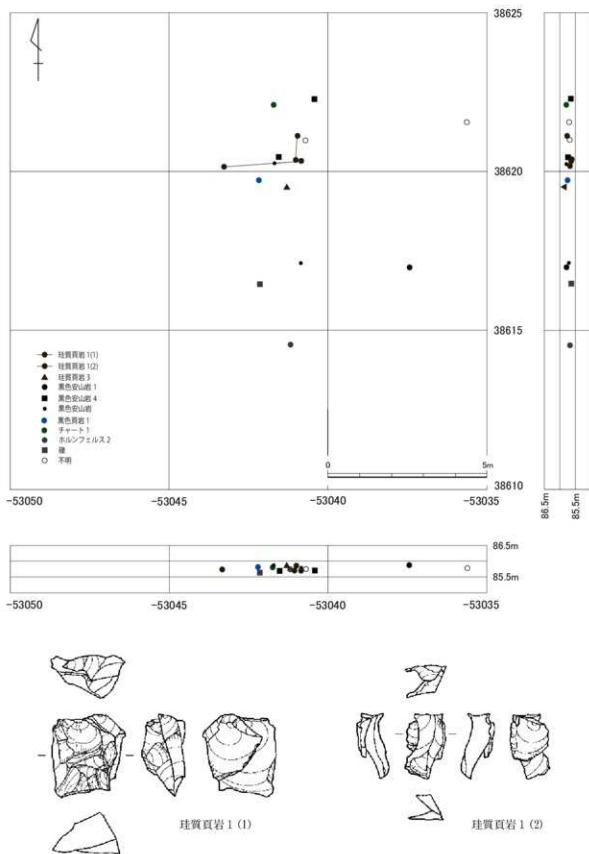 38625
38620
38615
珪質頁岩 1(1)
珪質頁岩 1(2)
珪質頁岩 3
黒色安山岩 1
黒色安山岩 4
黒色安山岩
黒色頁岩 1
チャート 1
ホルンフェルス 2
礫
不明
0 5m
38610
-53050 -53045 -53040 -53035
86.5m 85.5m
86.5m
85.5m
-53050 -53045 -53040 -53035
珪質頁岩 1 (1) 珪質頁岩 1 (2)